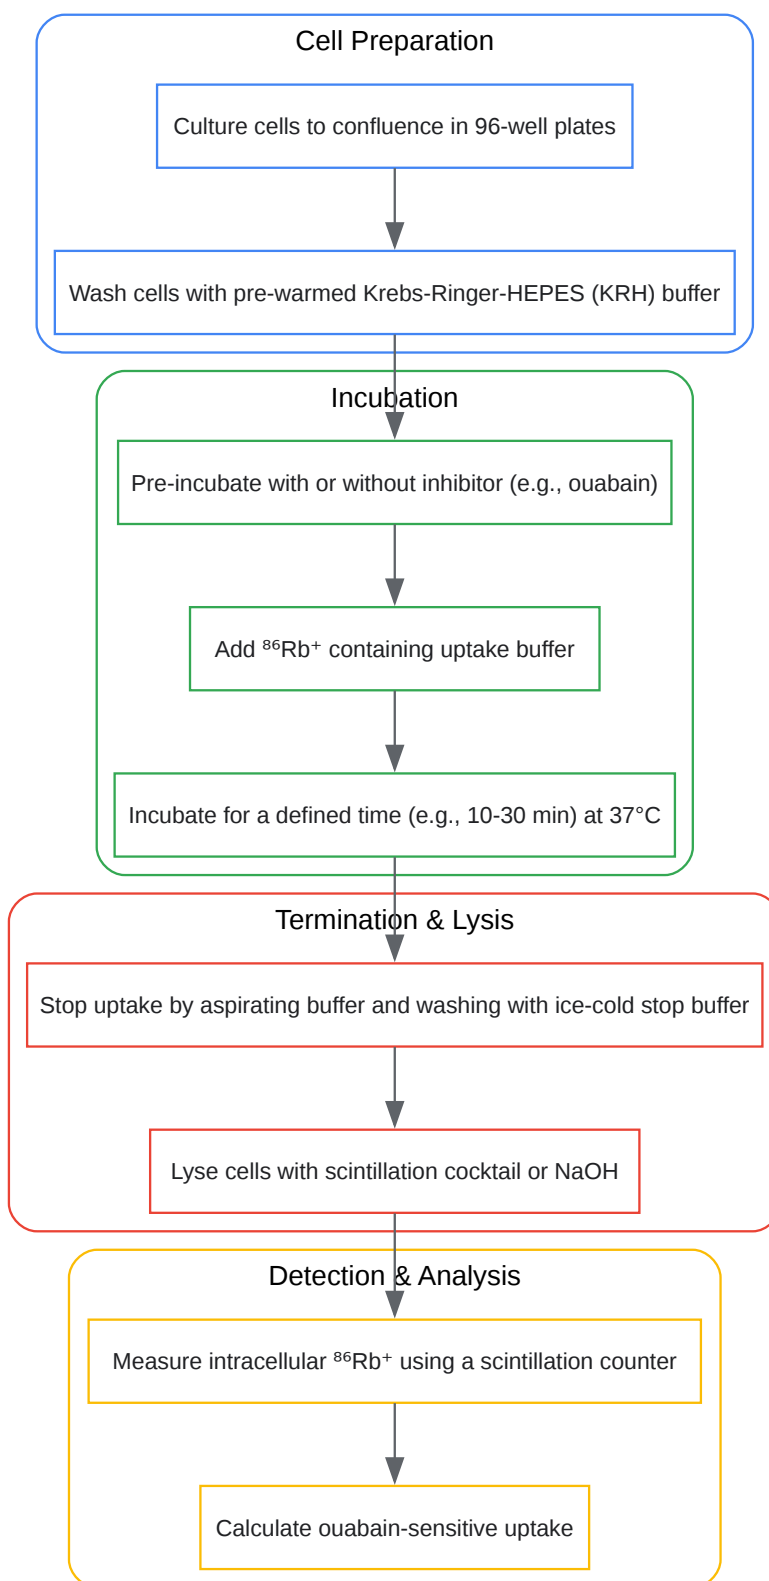 Cell Preparation
Culture cells to confluence in 96-well plates
Wash cells with pre-warmed Krebs-Ringer-HEPES (KRH) buffer
Incubation
Pre-incubate with or without inhibitor (e.g., ouabain)
Add ⁸⁶Rb⁺ containing uptake buffer
Incubate for a defined time (e.g., 10-30 min) at 37°C
Termination & Lysis
Stop uptake by aspirating buffer and washing with ice-cold stop buffer
Lyse cells with scintillation cocktail or NaOH
Detection & Analysis
Measure intracellular ⁸⁶Rb⁺ using a scintillation counter
Calculate ouabain-sensitive uptake